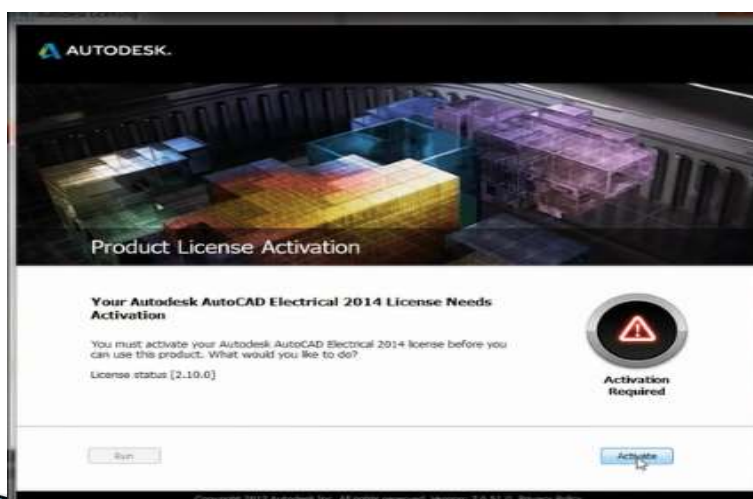 AUTODESK.
Product License Activation
Your Autodesk AutoCAD Electrical 2014 License Needs
Activation
You must activate your Autodesk AutoCAD Electrical 2014 license before you
can use this product. What would you like to do?
License status [2.10.0]
Activation
Required
Run
Activate